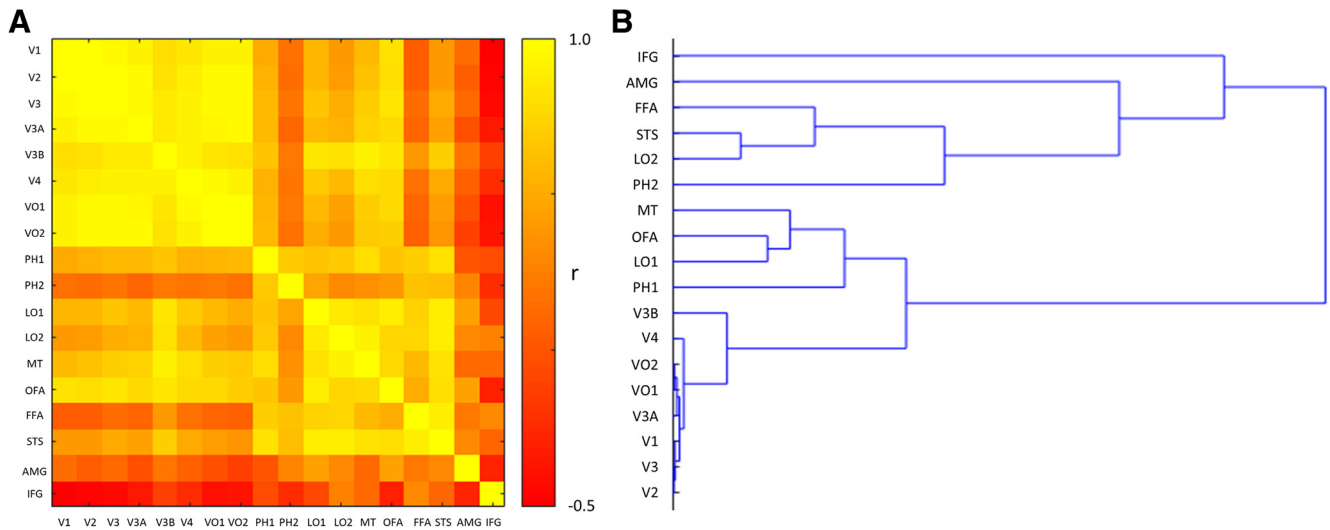 A
V1
V2
V3
V3A
V3B
V4
VO1
VO2
PH1
PH2
LO1
LO2
MT
OFA
FFA
STS
AMG
IFG
V1 V2 V3 V3A V3B V4 VO1 VO2 PH1 PH2 LO1 LO2 MT OFA FFA STS AMG IFG
1.0
r
-0.5
B
IFG
AMG
FFA
STS
LO2
PH2
MT
OFA
LO1
PH1
V3B
V4
VO2
VO1
V3A
V1
V3
V2